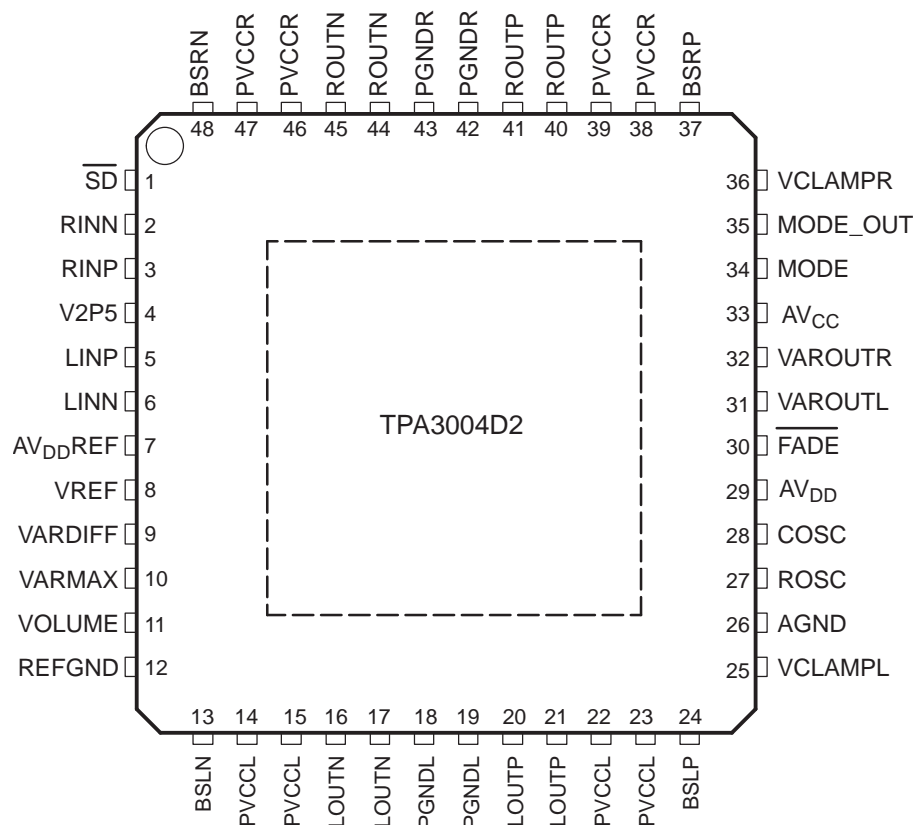 BSRN PVCCR PVCCR ROUTN ROUTN PGNDR PGNDR ROUTP ROUTP PVCCR PVCCR BSRP
48 47 46 45 44 43 42 41 40 39 38 37
SD 1 36 VCLAMPR
RINN 2 35 MODE_OUT
RINP 3 34 MODE
V2P5 4 33 AVCC
LINP 5 32 VAROUTR
LINN 6 31 VAROUTL
TPA3004D2
AVDDREF 7 30 FADE
VREF 8 29 AVDD
VARDIFF 9 28 COSC
VARMAX 10 27 ROSC
VOLUME 11 26 AGND
REFGND 12 25 VCLAMPL
13 14 15 16 17 18 19 20 21 22 23 24
BSLN PVCCL PVCCL LOUTN LOUTN PGNDL PGNDL LOUTP LOUTP PVCCL PVCCL BSLP